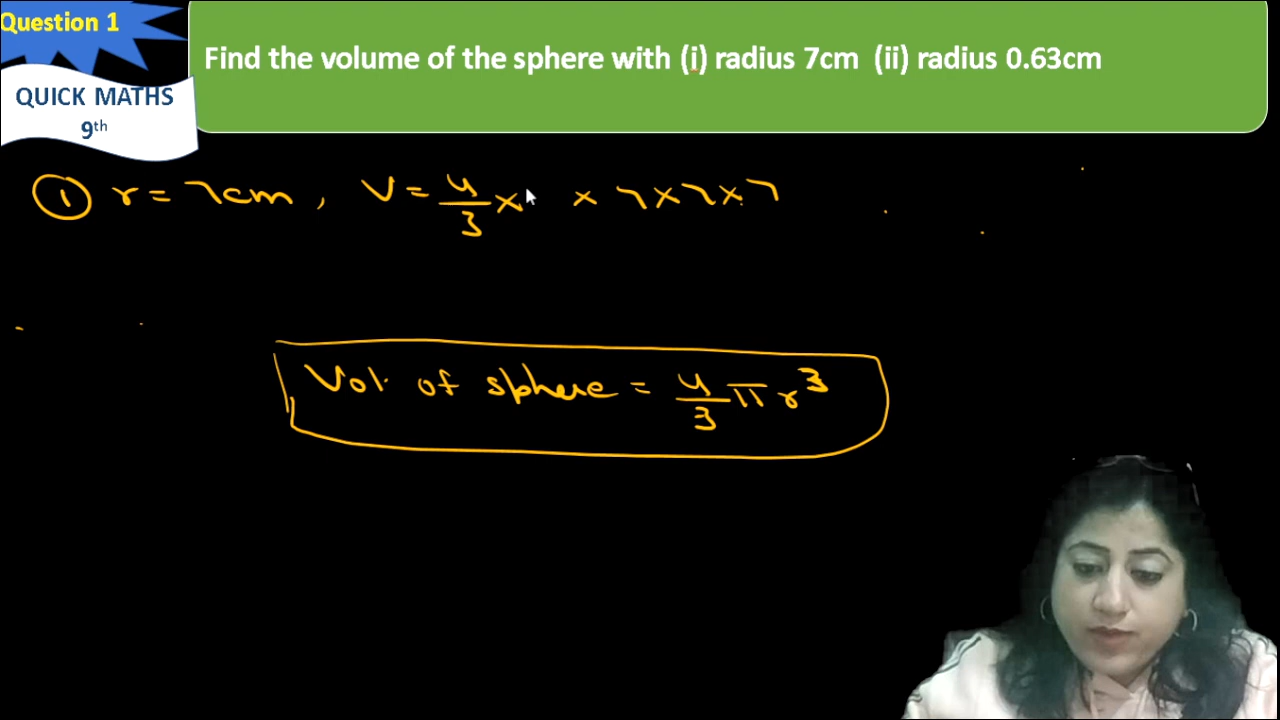 Question 1
Find the volume of the sphere with (i) radius 7cm (ii) radius 0.63cm
QUICK MATHS
9th
① r = 7cm, V = 4/3 × × 7×7×7
Vol. of sphere = 4/3 π r³